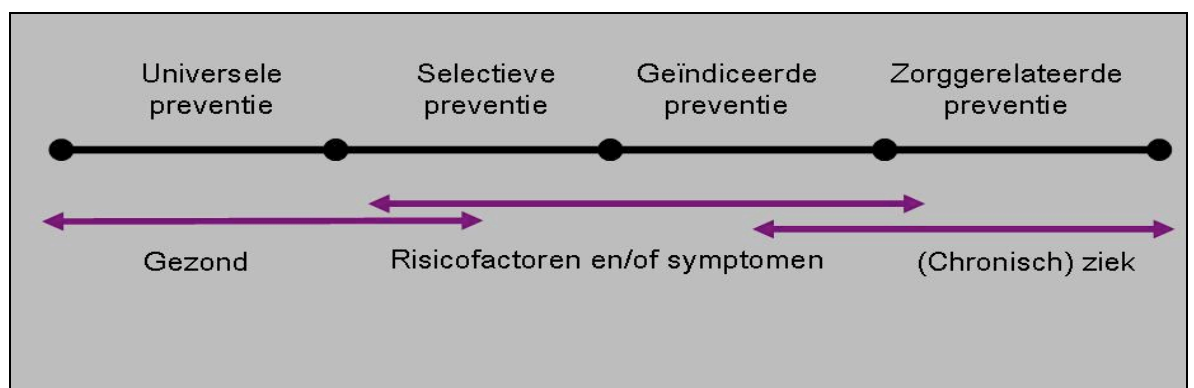 Universele
preventie
Selectieve
preventie
Geïndiceerde
preventie
Zorggerelateerde
preventie
Gezond
Risicofactoren en/of symptomen
(Chronisch) ziek